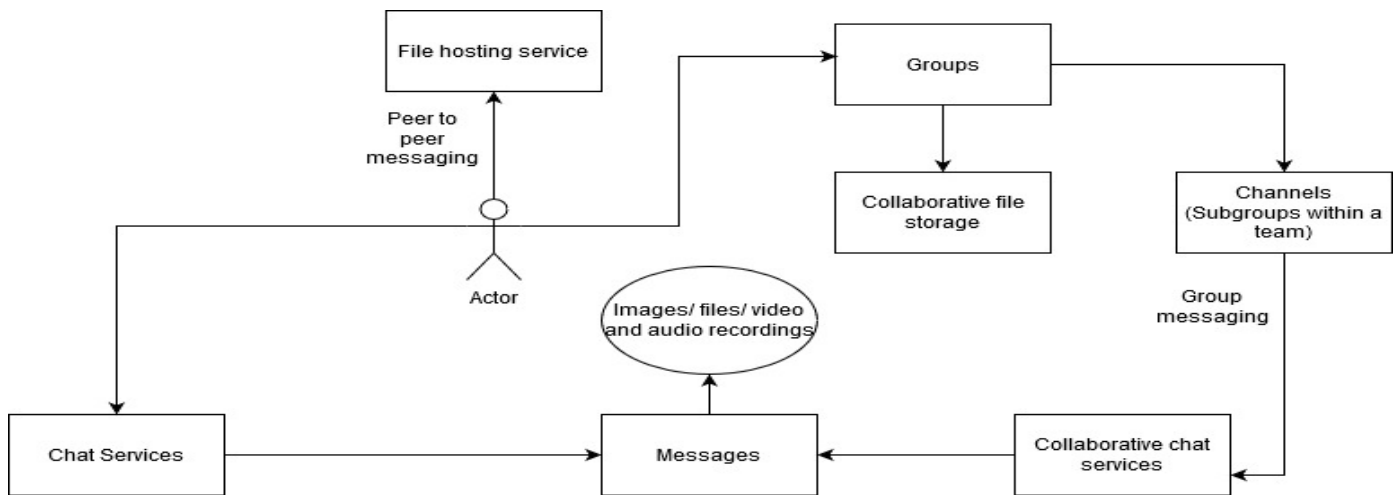 File hosting service
Groups
Peer to
peer
messaging
Collaborative file
storage
Channels
(Subgroups within a
team)
Actor
Images/ files/ video
and audio recordings
Group
messaging
Chat Services
Messages
Collaborative chat
services